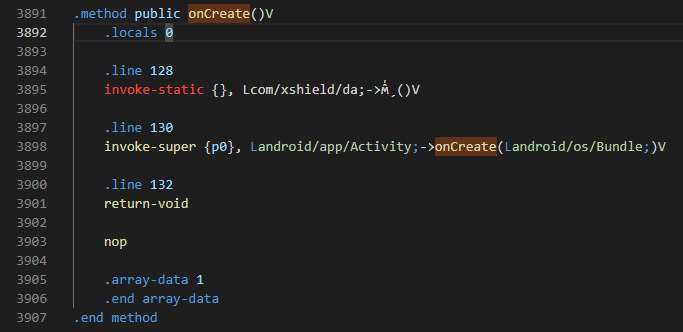 3891 .method public onCreate()V
3892 .locals 0
3893
3894 .line 128
3895 invoke-static {}, Lcom/xshield/da;->()V
3896
3897 .line 130
3898 invoke-super {p0}, Landroid/app/Activity;->onCreate(Landroid/os/Bundle;)V
3899
3900 .line 132
3901 return-void
3902
3903 nop
3904
3905 .array-data 1
3906 .end array-data
3907 .end method